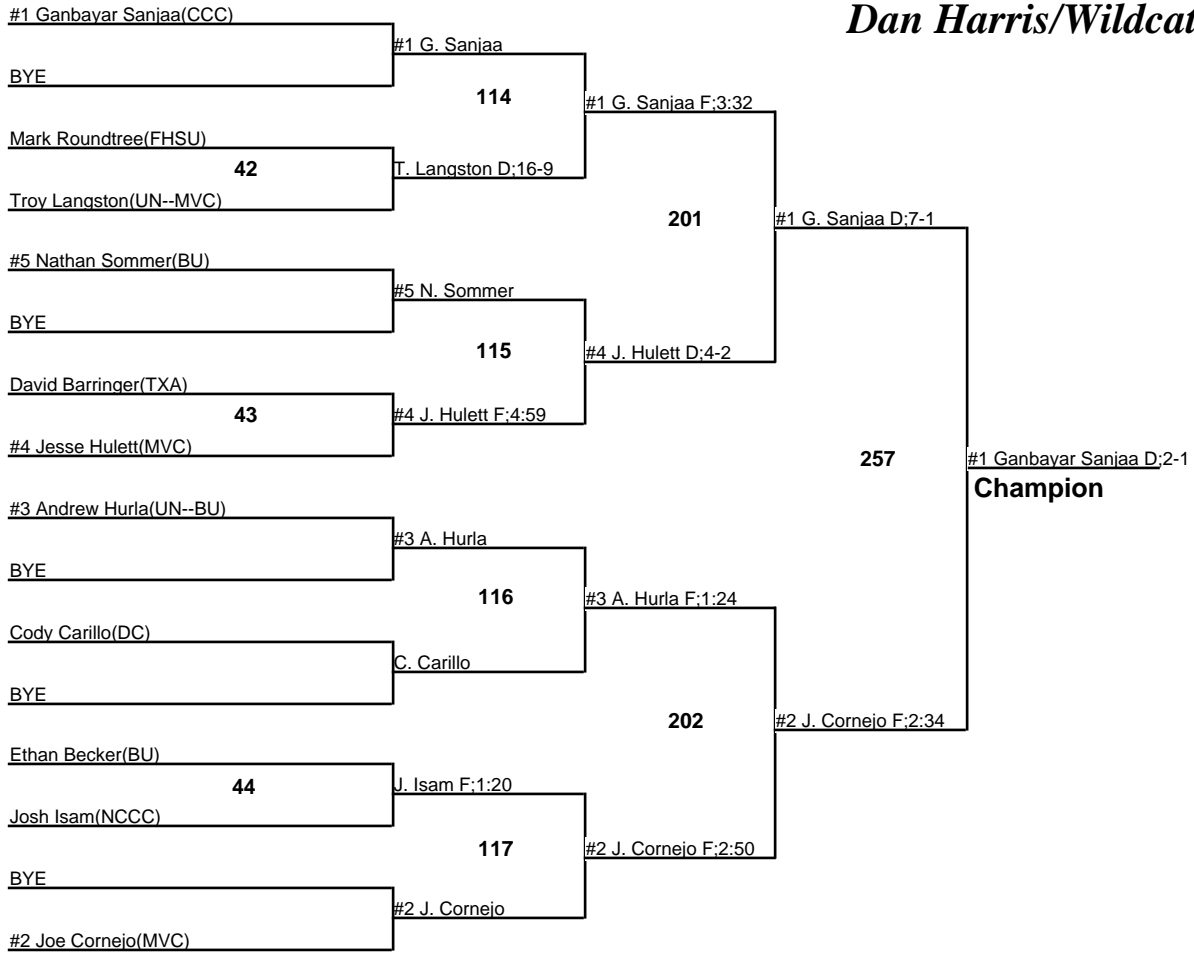 Dan Harris/Wildcat
#1 Ganbayar Sanjaa(CCC)
#1 G. Sanjaa
BYE
114
#1 G. Sanjaa F;3:32
Mark Roundtree(FHSU)
42
T. Langston D;16-9
Troy Langston(UN--MVC)
201
#1 G. Sanjaa D;7-1
#5 Nathan Sommer(BU)
#5 N. Sommer
BYE
115
#4 J. Hulett D;4-2
David Barringer(TXA)
43
#4 J. Hulett F;4:59
#4 Jesse Hulett(MVC)
257
#1 Ganbayar Sanjaa D;2-1
Champion
#3 Andrew Hurla(UN--BU)
#3 A. Hurla
BYE
116
#3 A. Hurla F;1:24
Cody Carillo(DC)
C. Carillo
BYE
202
#2 J. Cornejo F;2:34
Ethan Becker(BU)
44
J. Isam F;1:20
Josh Isam(NCCC)
117
#2 J. Cornejo F;2:50
BYE
#2 J. Cornejo
#2 Joe Cornejo(MVC)